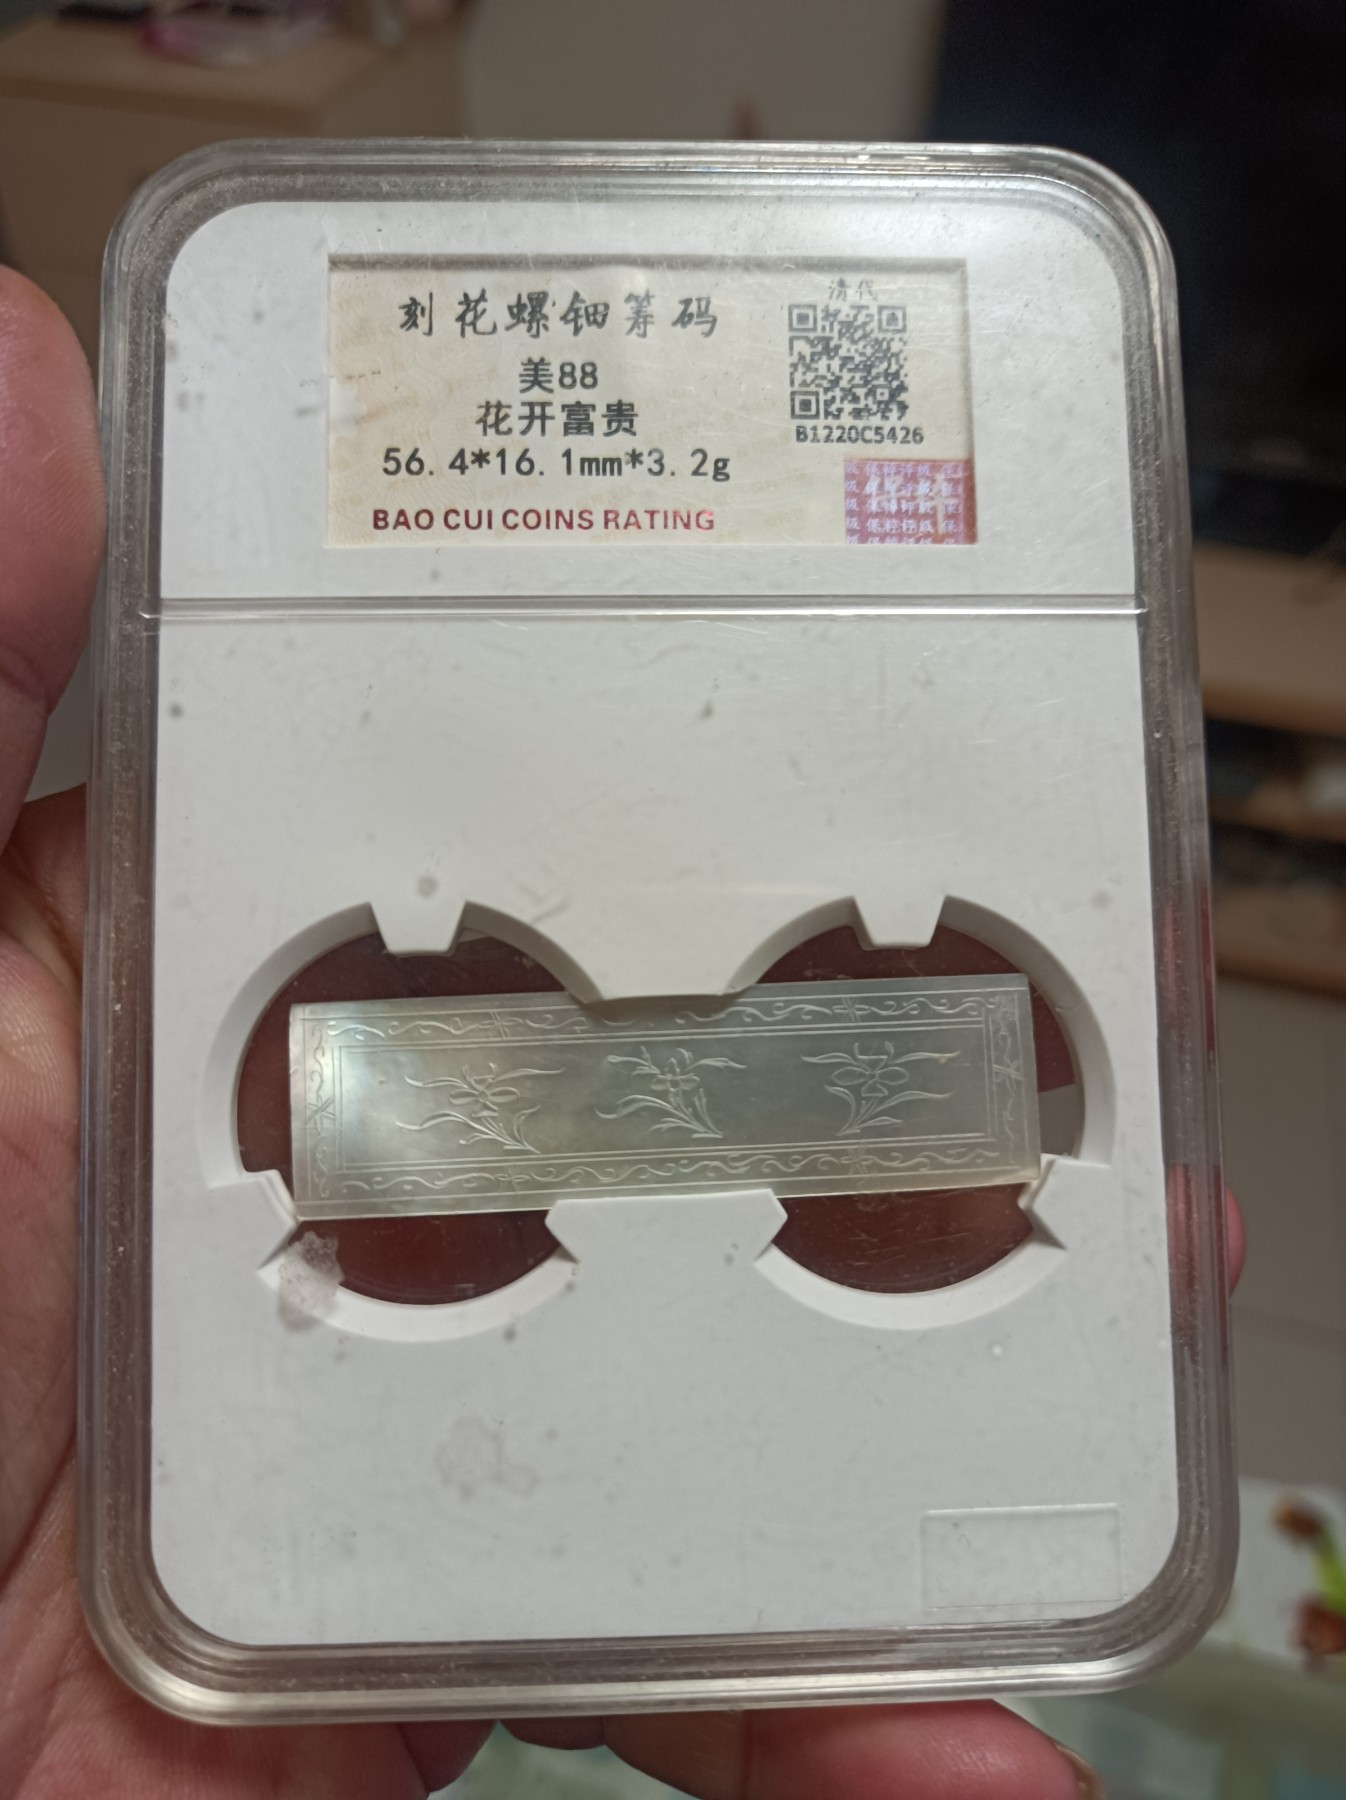 清代
刻花螺钿筹码
美88
花开富贵
56.4*16.1mm*3.2g
B1220C5426
BAO CUI COINS RATING